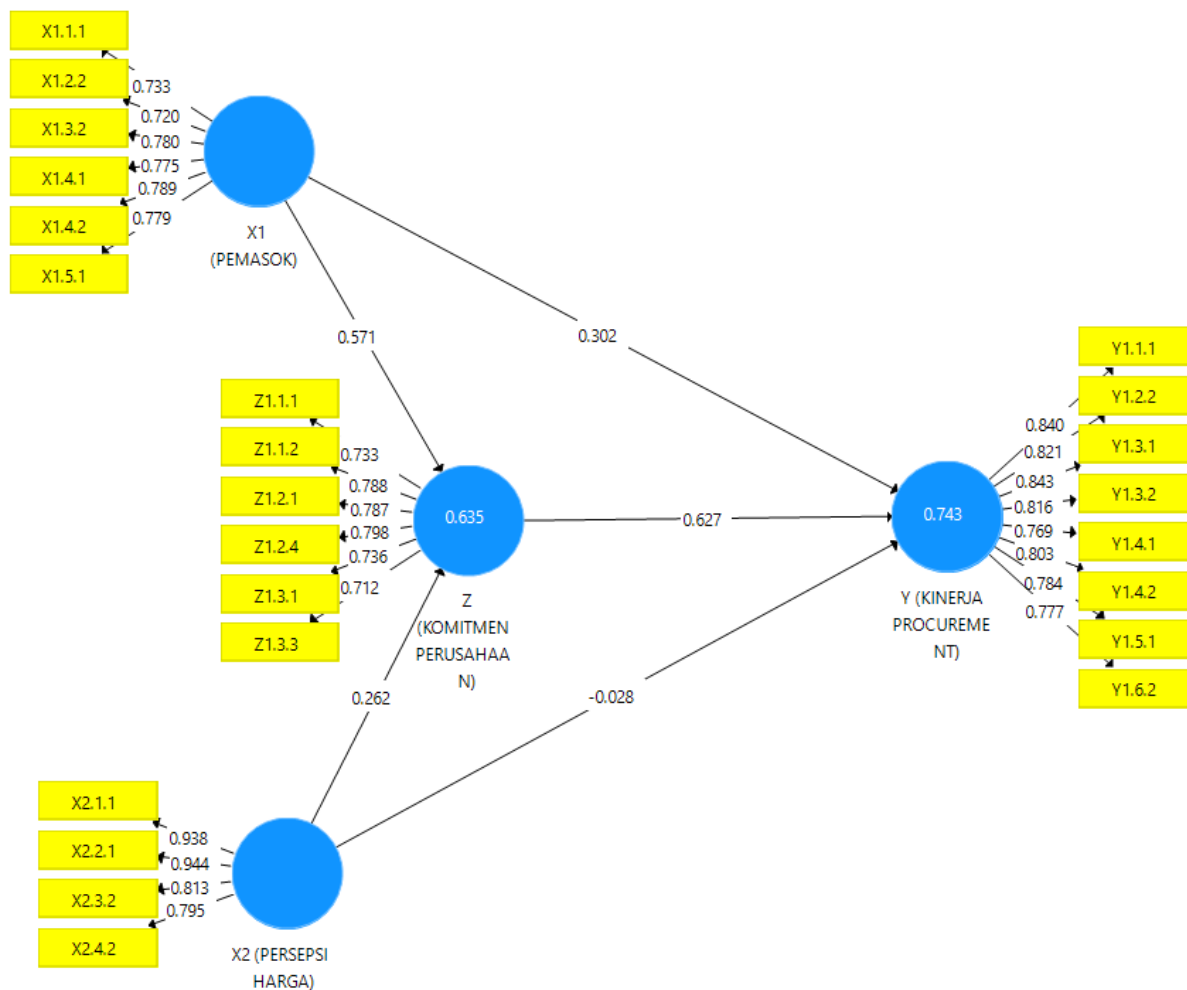 X1.1.1
X1.2.2
X1.3.2
X1.4.1
X1.4.2
X1.5.1
0.733
0.720
0.780
0.775
0.789
0.779
X1
(PEMASOK)
0.571
0.302
Z1.1.1
Z1.1.2
Z1.2.1
Z1.2.4
Z1.3.1
Z1.3.3
0.733
0.788
0.787
0.798
0.736
0.712
0.635
Z
(KOMITMEN
PERUSAHAA
N)
0.627
0.743
Y (KINERJA
PROCUREME
NT)
0.840
0.821
0.843
0.816
0.769
0.803
0.784
0.777
Y1.1.1
Y1.2.2
Y1.3.1
Y1.3.2
Y1.4.1
Y1.4.2
Y1.5.1
Y1.6.2
0.262
-0.028
X2.1.1
X2.2.1
X2.3.2
X2.4.2
0.938
0.944
0.813
0.795
X2 (PERSEPSI
HARGA)